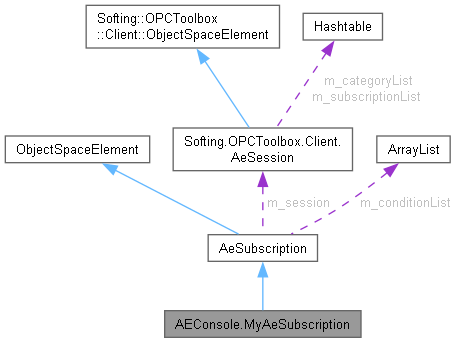 Softing::OPCToolbox
::Client::ObjectSpaceElement
Hashtable
m_categoryList
m_subscriptionList
ObjectSpaceElement
Softing.OPCToolbox.Client.
AeSession
ArrayList
m_session
m_conditionList
AeSubscription
AEConsole.MyAeSubscription